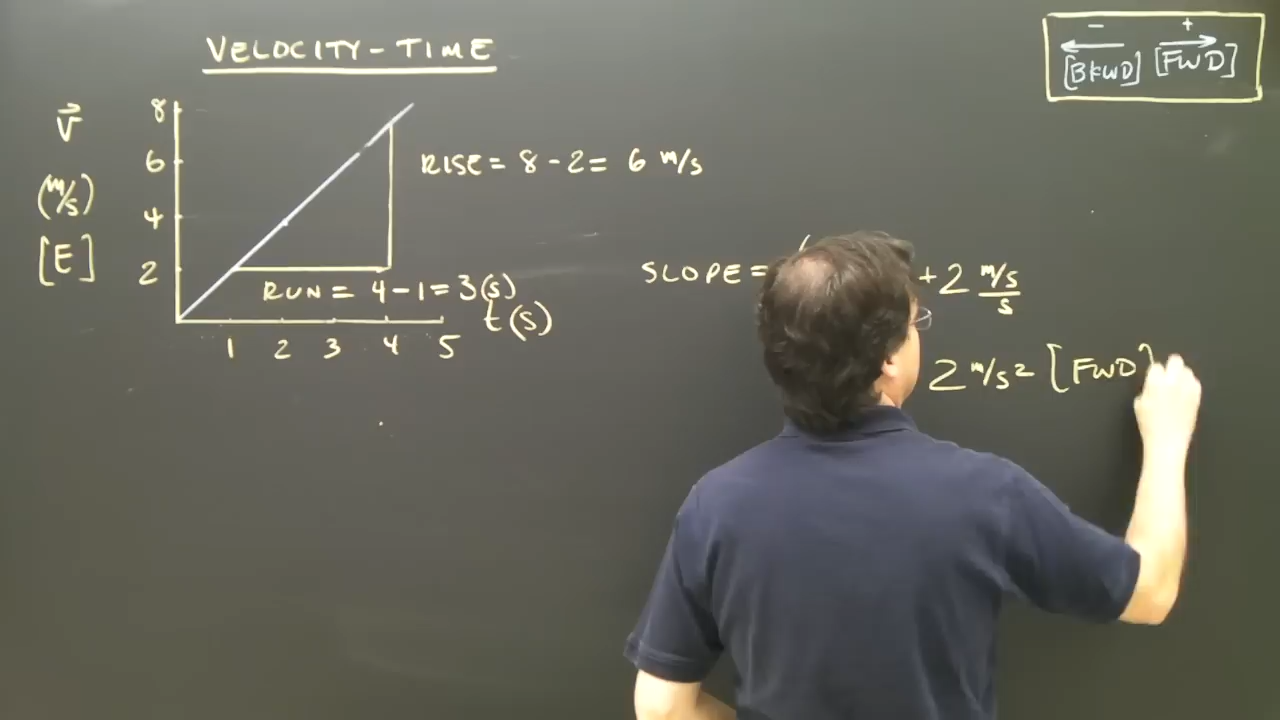 VELOCITY - TIME
- +
[BKWD] [FWD]
v
(m/s)
[E]
8
6
4
2
RISE = 8 - 2 = 6 m/s
SLOPE = + 2 m/s / s
RUN = 4 - 1 = 3 (s)
t (s)
1 2 3 4 5
2 m/s² [FWD]